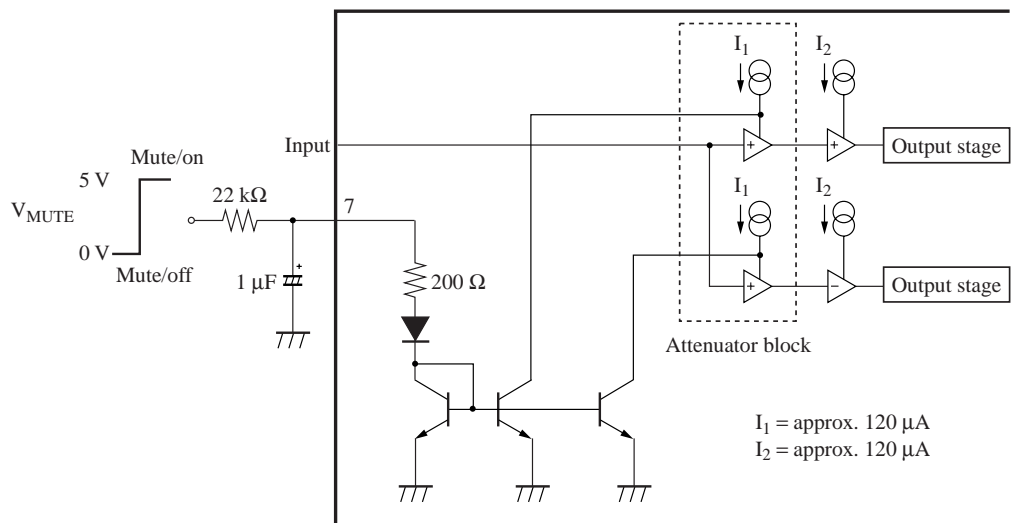 I1
I2
Input
Output stage
Mute/on
5 V
22 kΩ
7
VMUTE
I1
I2
0 V
Mute/off
1 µF
+
200 Ω
+
+
+
−
Output stage
Attenuator block
I1 = approx. 120 µA
I2 = approx. 120 µA